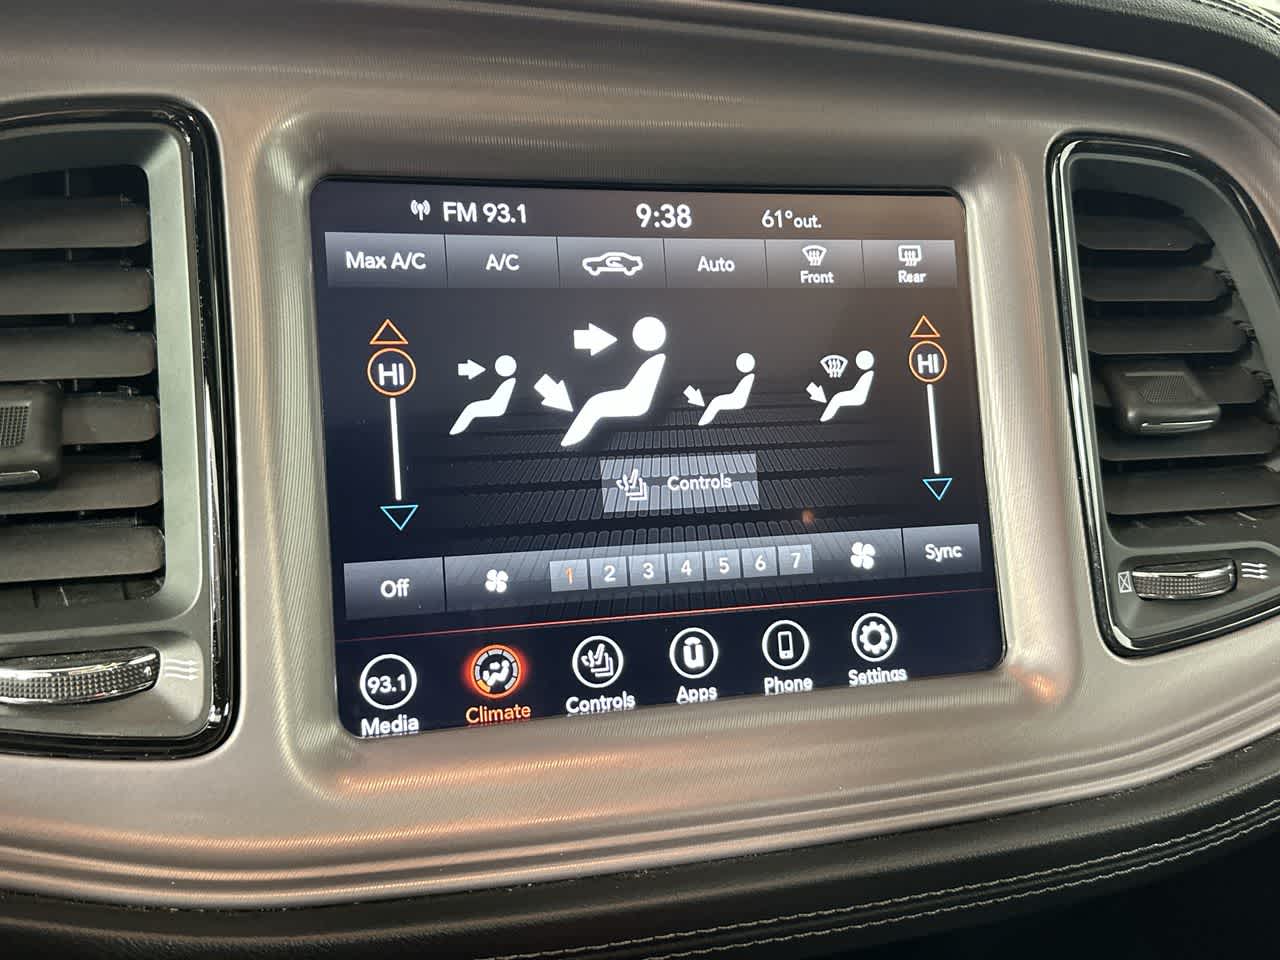 FM 93.1 9:38 61°out.
Max A/C A/C Auto Front Rear
HI HI
Controls
Off 1 2 3 4 5 6 7 Sync
93.1 u
Media Climate Controls Apps Phone Settings